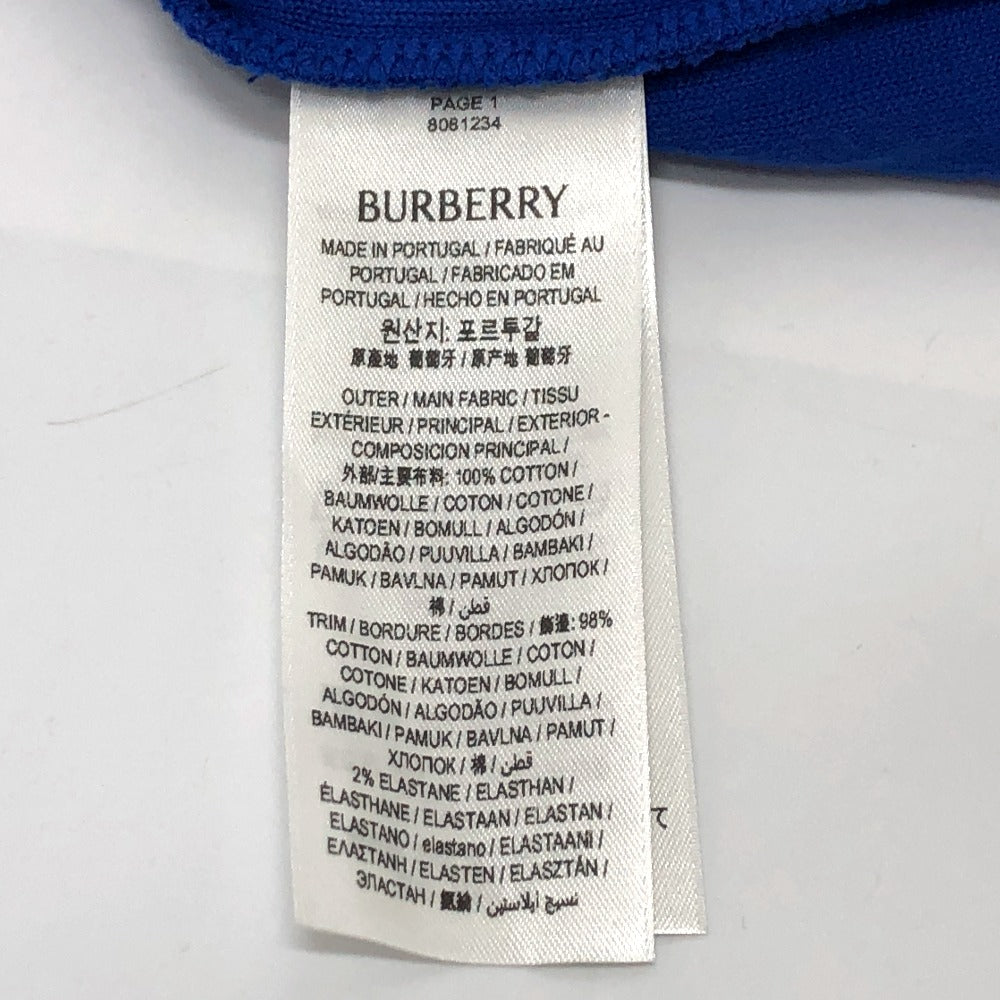 PAGE 1
8081234
BURBERRY
MADE IN PORTUGAL / FABRIQUÉ AU
PORTUGAL / FABRICADO EM
PORTUGAL / HECHO EN PORTUGAL
원산지: 포르투갈
原產地 葡萄牙 / 原产地 葡萄牙
OUTER / MAIN FABRIC / TISSU
EXTÉRIEUR / PRINCIPAL / EXTERIOR -
COMPOSICION PRINCIPAL /
外部/主要布料: 100% COTTON /
BAUMWOLLE / COTON / COTONE /
KATOEN / BOMULL / ALGODÓN /
ALGODÃO / PUUVILLA / BAMBAKI /
PAMUK / BAVLNA / PAMUT / ХЛОПОК /
棉 / قطن
TRIM / BORDURE / BORDES / 飾邊: 98%
COTTON / BAUMWOLLE / COTON /
COTONE / KATOEN / BOMULL /
ALGODÓN / ALGODÃO / PUUVILLA /
BAMBAKI / PAMUK / BAVLNA / PAMUT /
ХЛОПОК / 棉 / قطن
2% ELASTANE / ELASTHAN /
ÉLASTHANE / ELASTAAN / ELASTAN /
ELASTANO / elastano / ELASTAANI /
ΕΛΑΣΤΑΝΗ / ELASTEN / ELASZTÁN /
ЭЛАСТАН / 氨綸 / نسيج ايلاستين
て